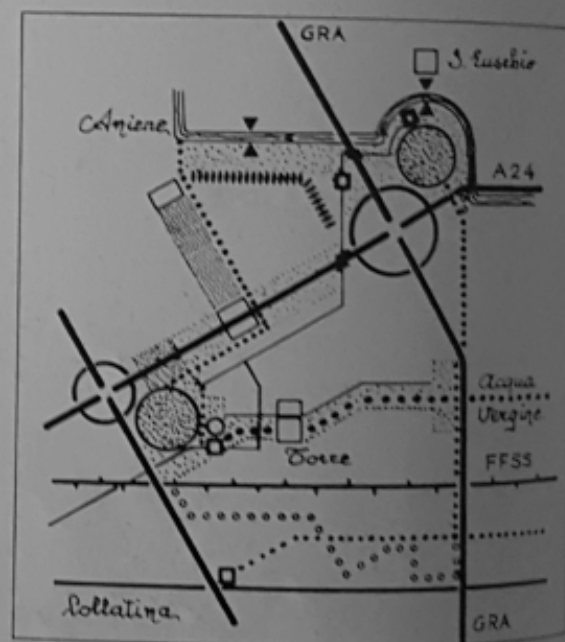 GRA
S. Eusebio
Aniene
A24
Acqua
Vergine
Torre
FFSS
Collatina
GRA